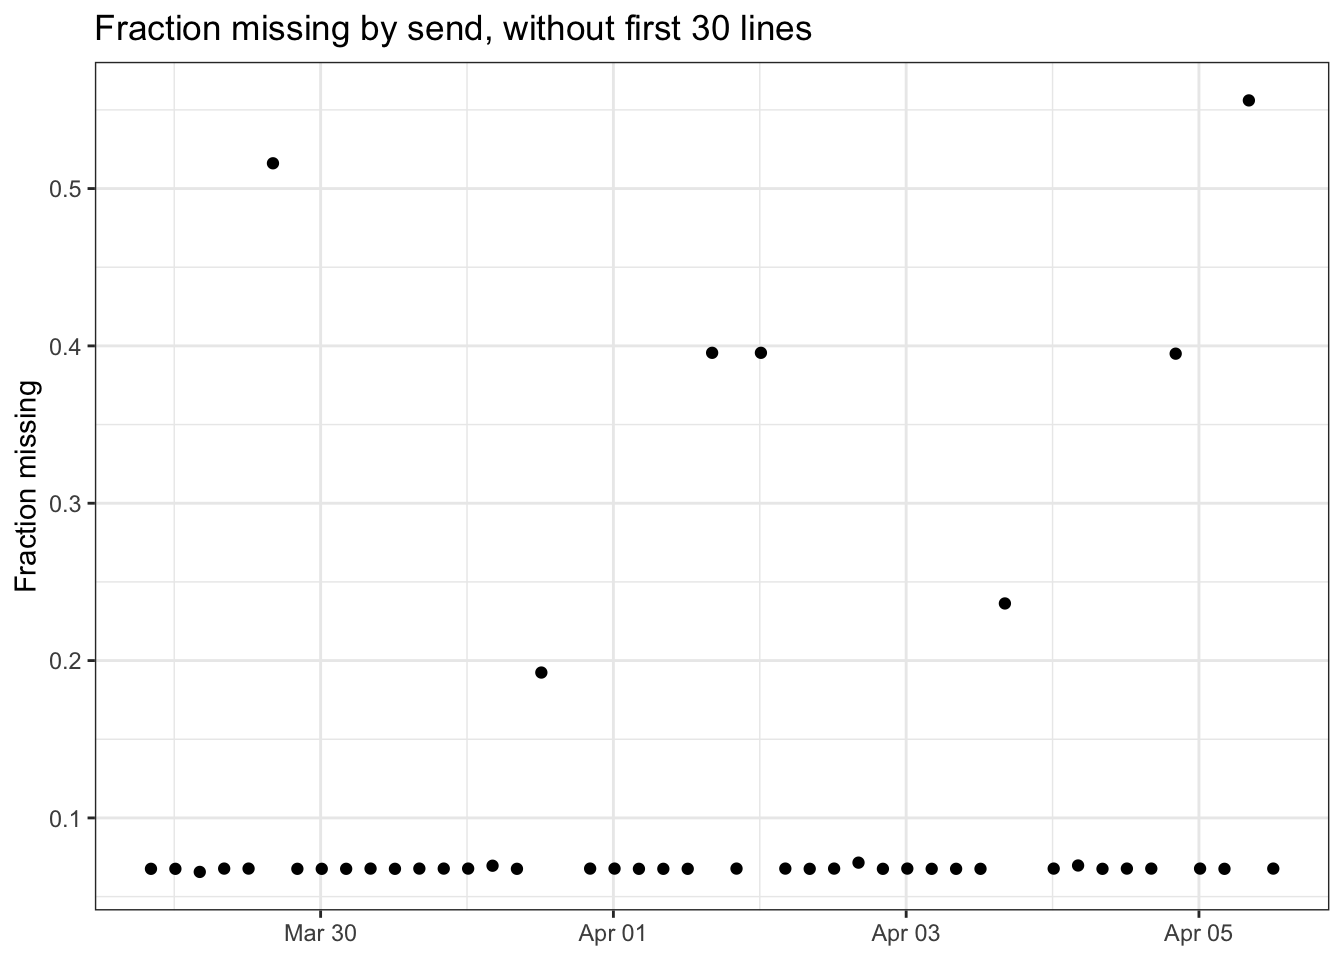 Fraction missing by send, without first 30 lines
Fraction missing
0.5
0.4
0.3
0.2
0.1
Mar 30
Apr 01
Apr 03
Apr 05